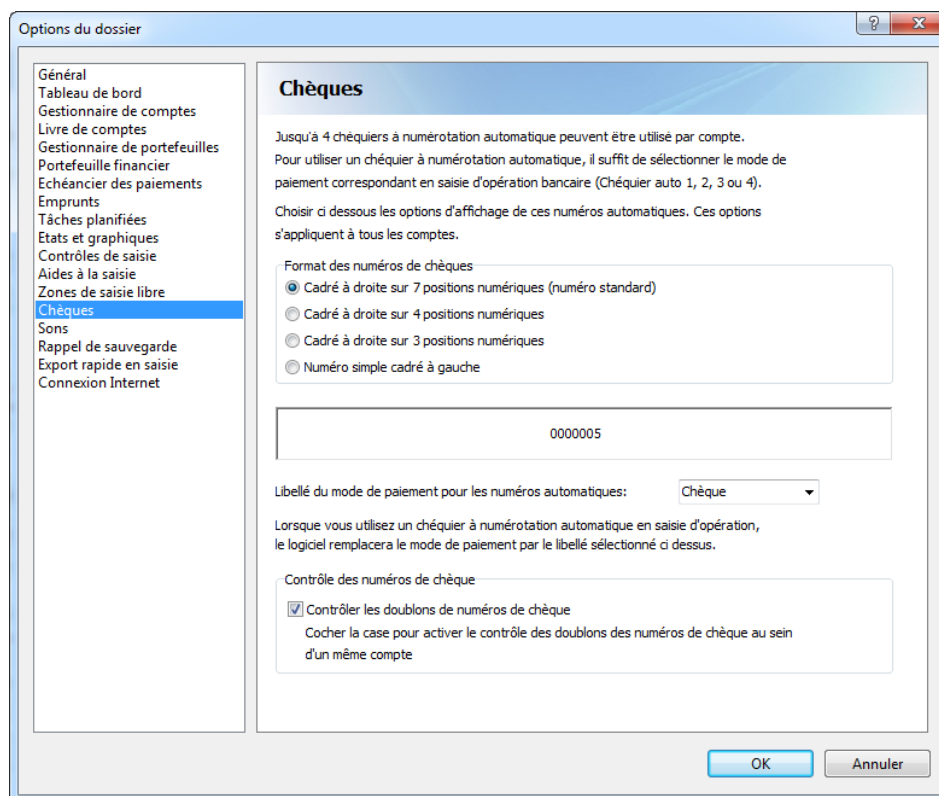 Options du dossier
Général
Tableau de bord
Gestionnaire de comptes
Livre de comptes
Gestionnaire de portefeuilles
Portefeuille financier
Echéancier des paiements
Emprunts
Tâches planifiées
Etats et graphiques
Contrôles de saisie
Aides à la saisie
Zones de saisie libre
Chèques
Sons
Rappel de sauvegarde
Export rapide en saisie
Connexion Internet
Chèques
Jusqu'à 4 chéquiers à numérotation automatique peuvent être utilisé par compte.
Pour utiliser un chéquier à numérotation automatique, il suffit de sélectionner le mode de
paiement correspondant en saisie d'opération bancaire (Chéquier auto 1, 2, 3 ou 4).
Choisir ci dessous les options d'affichage de ces numéros automatiques. Ces options
s'appliquent à tous les comptes.
Format des numéros de chèques
Cadré à droite sur 7 positions numériques (numéro standard)
Cadré à droite sur 4 positions numériques
Cadré à droite sur 3 positions numériques
Numéro simple cadré à gauche
0000005
Libellé du mode de paiement pour les numéros automatiques: Chèque
Lorsque vous utilisez un chéquier à numérotation automatique en saisie d'opération,
le logiciel remplacera le mode de paiement par le libellé sélectionné ci dessus.
Contrôle des numéros de chèque
Contrôler les doublons de numéros de chèque
Cocher la case pour activer le contrôle des doublons des numéros de chèque au sein
d'un même compte
OK Annuler